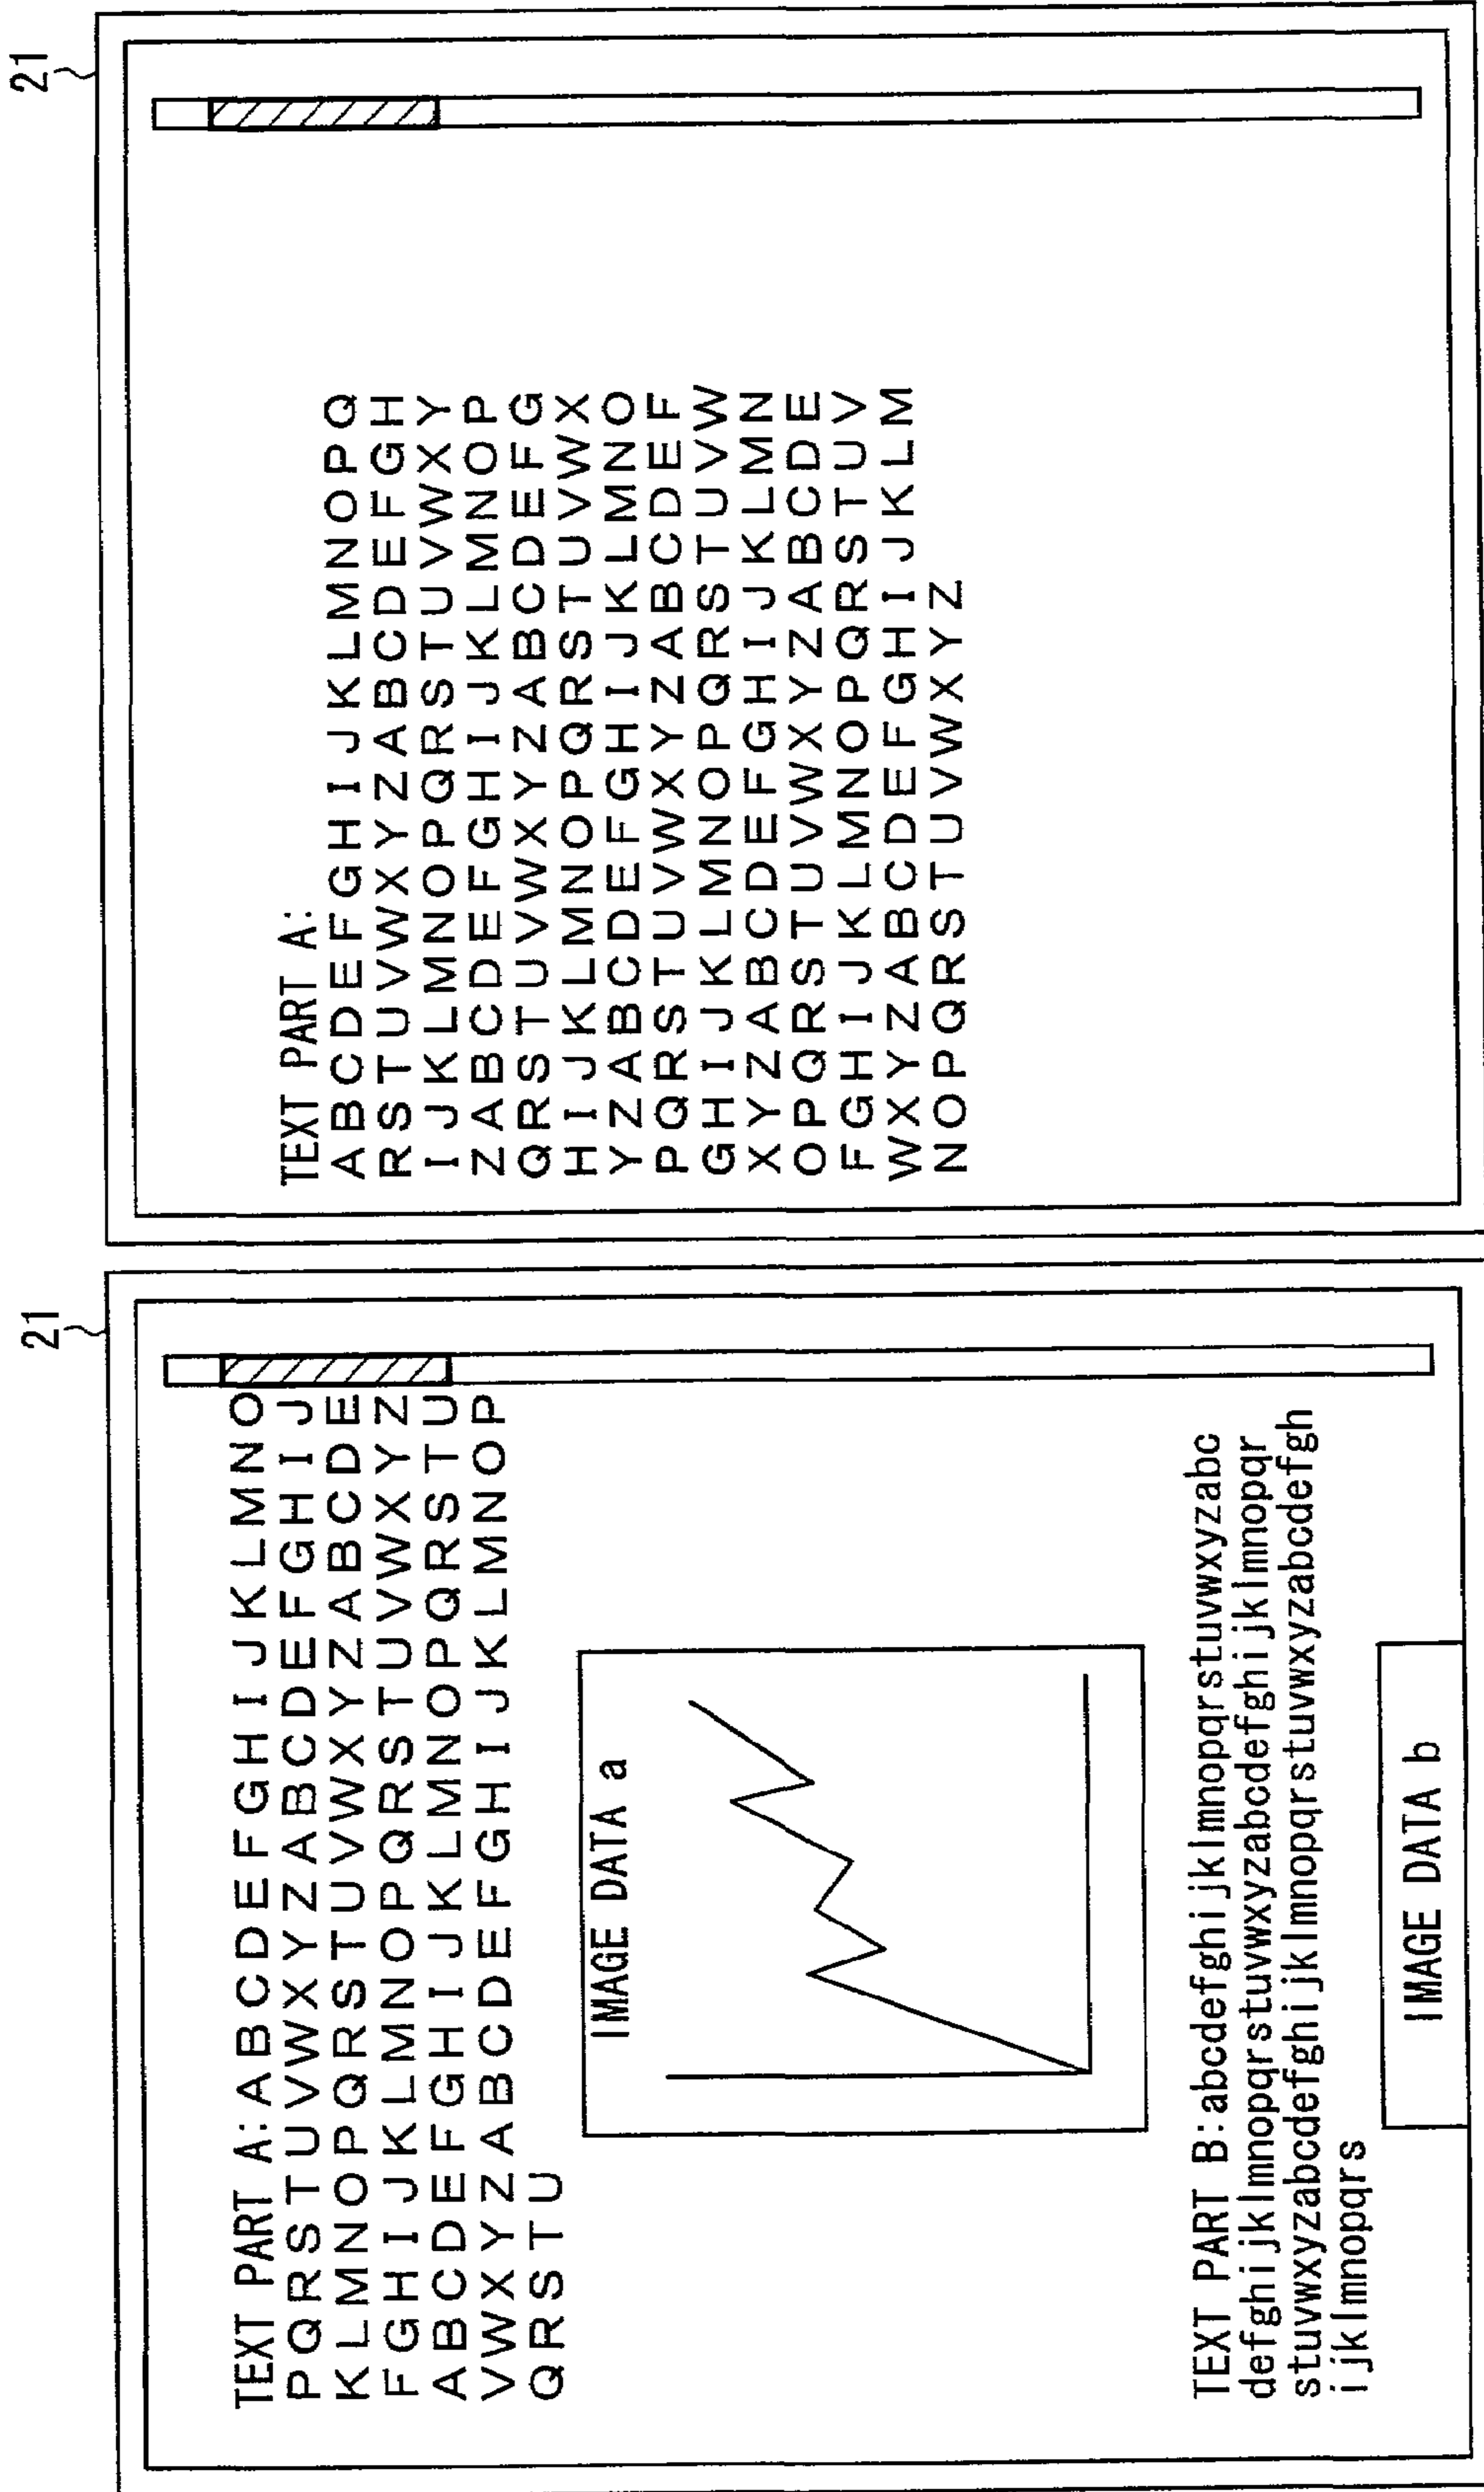 21
TEXT PART A:ABCDEFGHIJKLMNO
PQRSTUVWXYZABCDEFGHIJ
KLMNOPQRSTUVWXYZABCDE
FGHIJKLMNOPQRSTUVWXYZ
ABCDEFGHIJKLMNOPQRSTU
VWXYZABCDEFGHIJKLMNOP
QRSTU
IMAGE DATA a
TEXT PART B:abcdefghijklmnopqrstuvwxyzabc
defghijklmnopqrstuvwxyzabcdefghijklmnopqr
stuvwxyzabcdefghijklmnopqrstuvwxyzabcdefgh
ijklmnopqrs
IMAGE DATA b
21
TEXT PART A:
ABCDEFGHIJKLMNOPQ
RSTUVWXYZABCDEFGH
IJKLMNOPQRSTUVWXY
ZABCDEFGHIJKLMNOP
QRSTUVWXYZABCDEFG
HIJKLMNOPQRSTUVWX
YZABCDEFGHIJKLMNO
PQRSTUVWXYZABCDEF
GHIJKLMNOPQRSTUVW
XYZABCDEFGHIJKLMN
OPQRSTUVWXYZABCDE
FGHIJKLMNOPQRSTUV
WXYZABCDEFGHIJKLM
NOPQRSTUVWXYZ